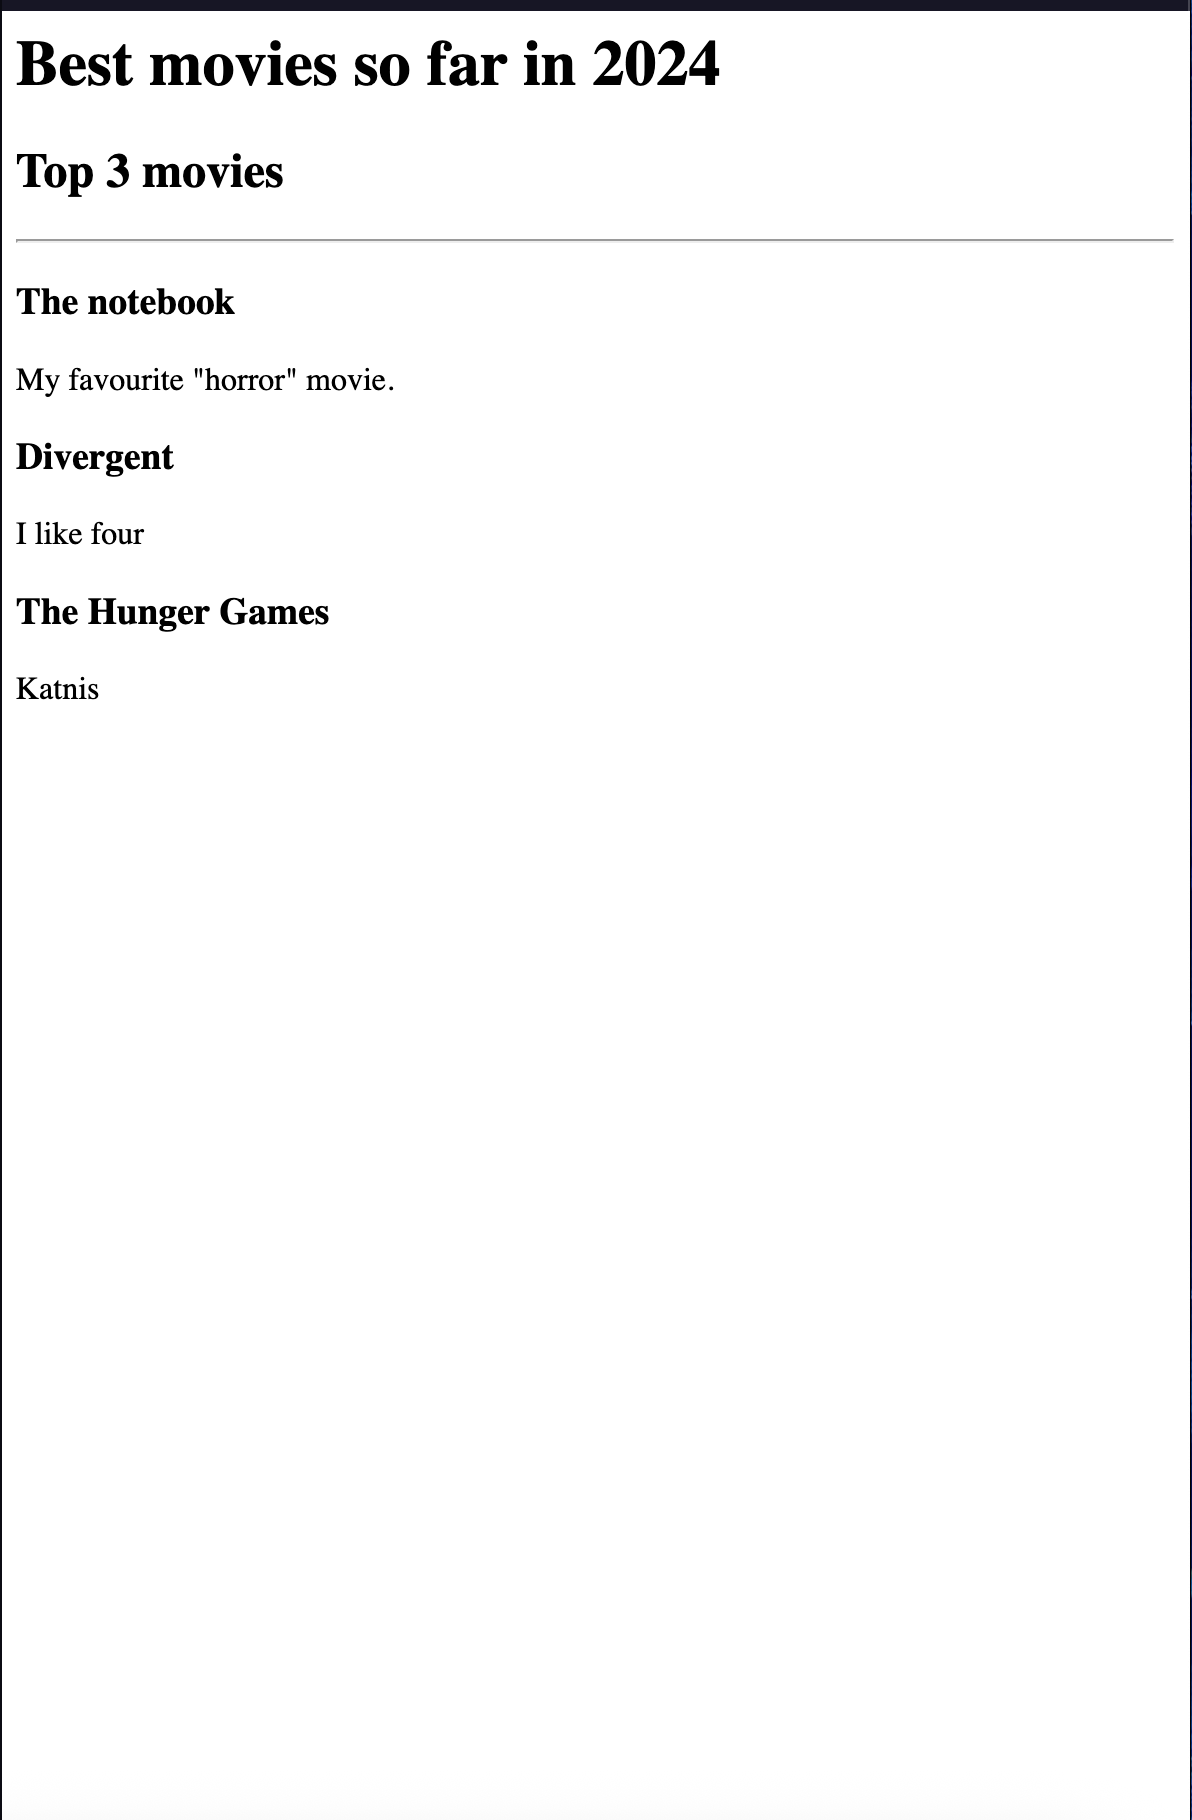 Best movies so far in 2024
Top 3 movies
The notebook
My favourite "horror" movie.
Divergent
I like four
The Hunger Games
Katnis